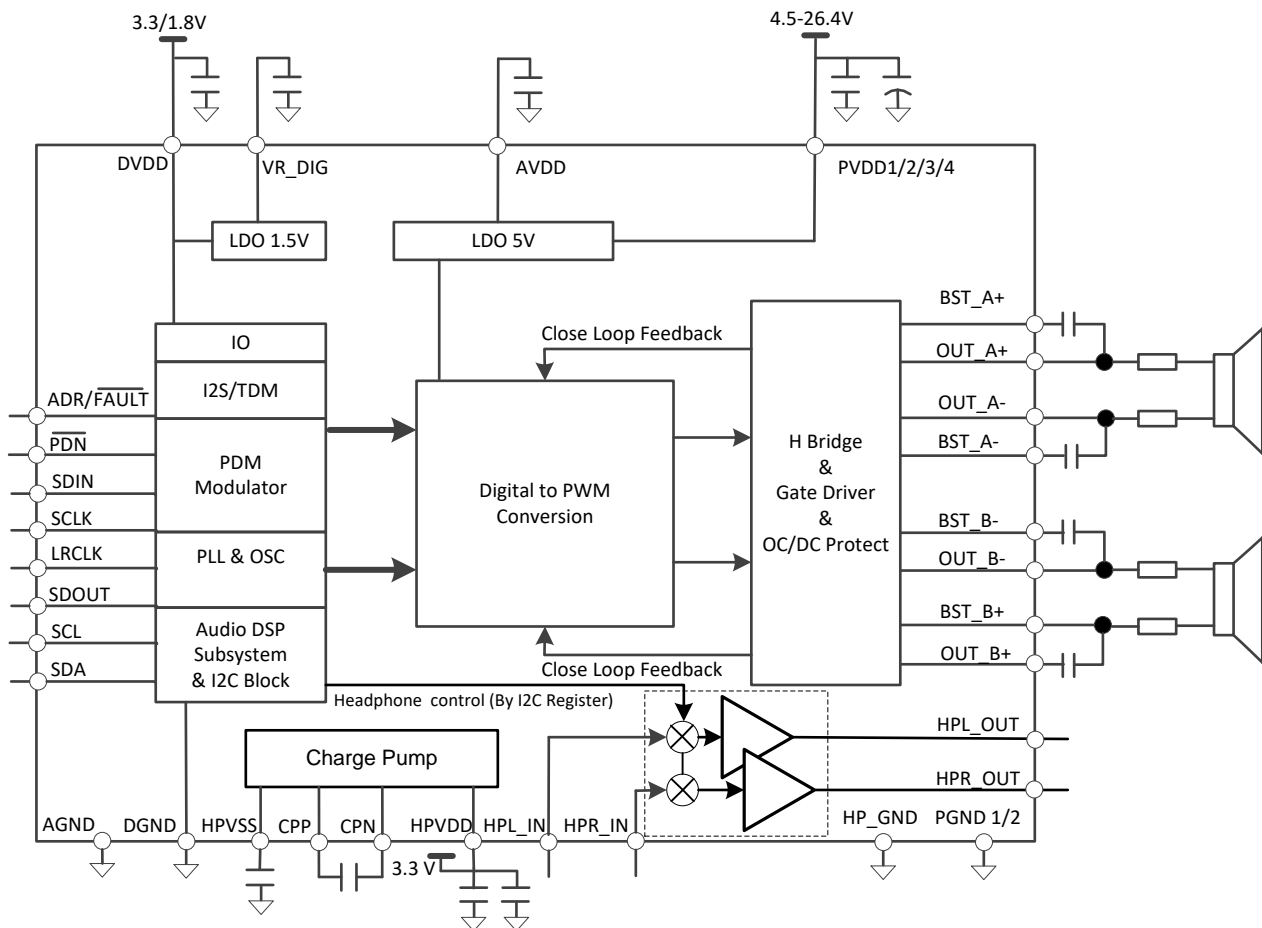 3.3/1.8V
4.5-26.4V
DVDD
VR_DIG
AVDD
PVDD1/2/3/4
LDO 1.5V
LDO 5V
IO
I2S/TDM
PDM
Modulator
PLL & OSC
Audio DSP
Subsystem
& I2C Block
ADR/FAULT
PDN
SDIN
SCLK
LRCLK
SDOUT
SCL
SDA
Close Loop Feedback
Digital to PWM
Conversion
Close Loop Feedback
Headphone control (By I2C Register)
H Bridge
&
Gate Driver
&
OC/DC Protect
BST_A+
OUT_A+
OUT_A-
BST_A-
BST_B-
OUT_B-
BST_B+
OUT_B+
HPL_OUT
HPR_OUT
Charge Pump
AGND
DGND
HPVSS
CPP
CPN
HPVDD
HPL_IN
HPR_IN
HP_GND
PGND 1/2
3.3 V